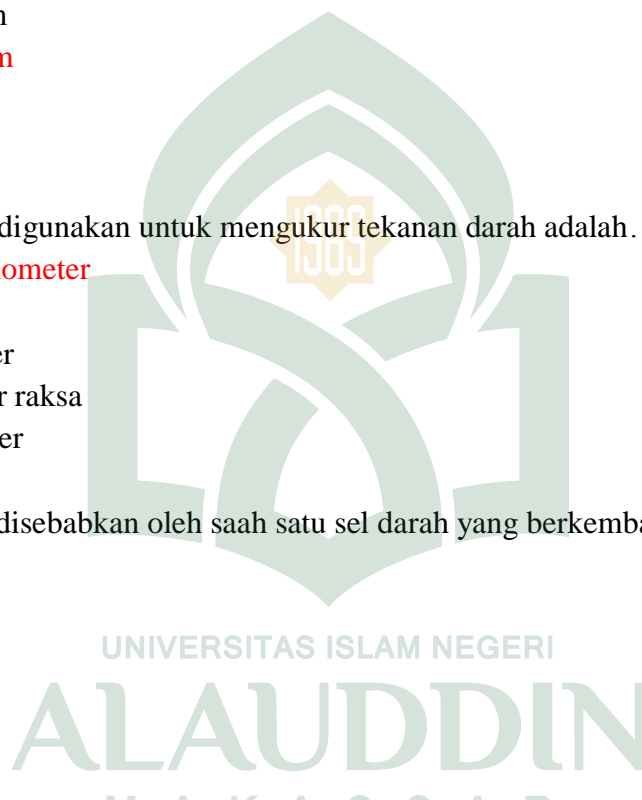 n
m
digunakan untuk mengukur tekanan darah adalah.
1989
ometer
er
r raksa
er
disebabkan oleh saah satu sel darah yang berkemba
UNIVERSITAS ISLAM NEGERI
ALAUDDIN
M A K A S S A R